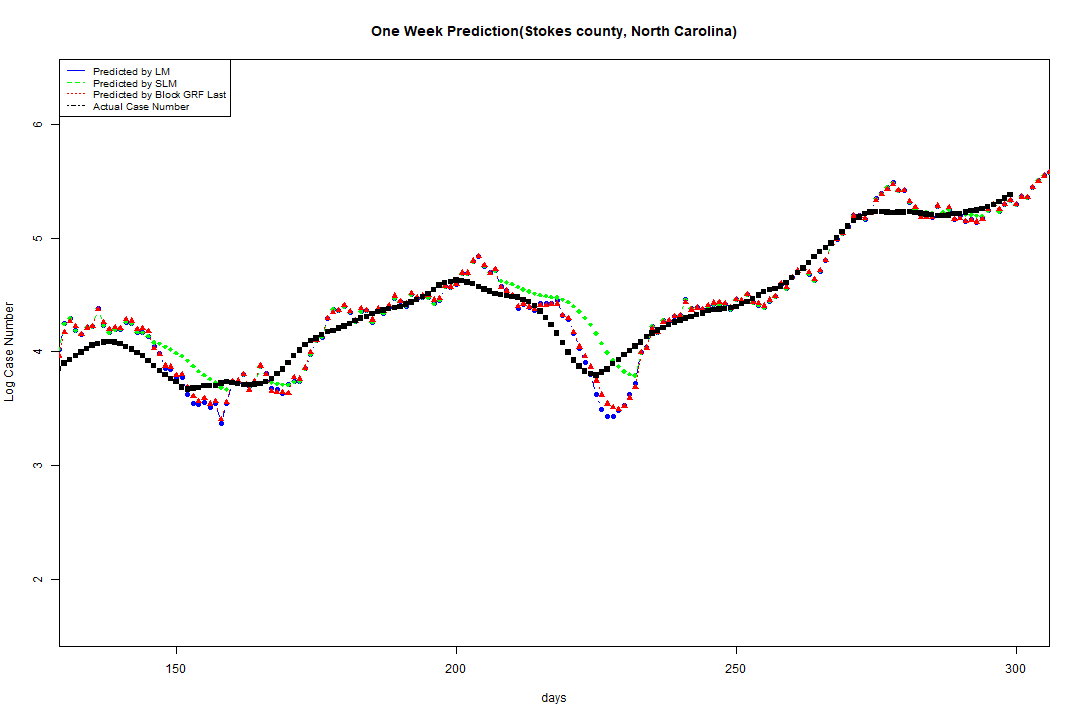 One Week Prediction(Stokes county, North Carolina)
Predicted by LM
Predicted by SLM
Predicted by Block GRF Last
Actual Case Number
6
5
4
3
2
Log Case Number
150 200 250 300
days